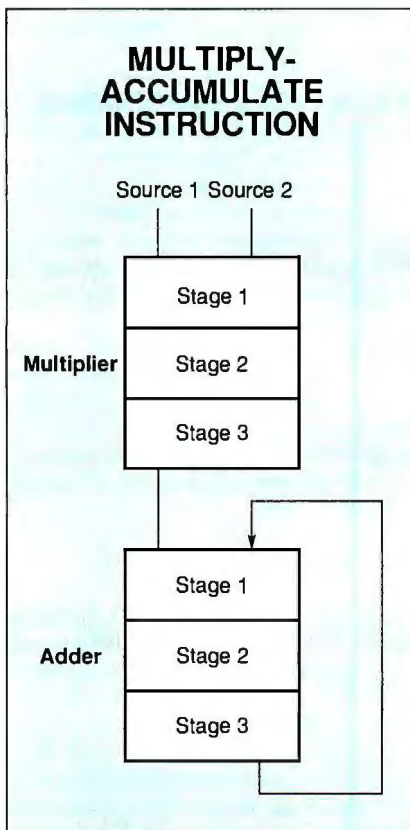 MULTIPLY-
ACCUMULATE
INSTRUCTION
Source 1 Source 2
Stage 1
Multiplier
Stage 2
Stage 3
Stage 1
Adder
Stage 2
Stage 3